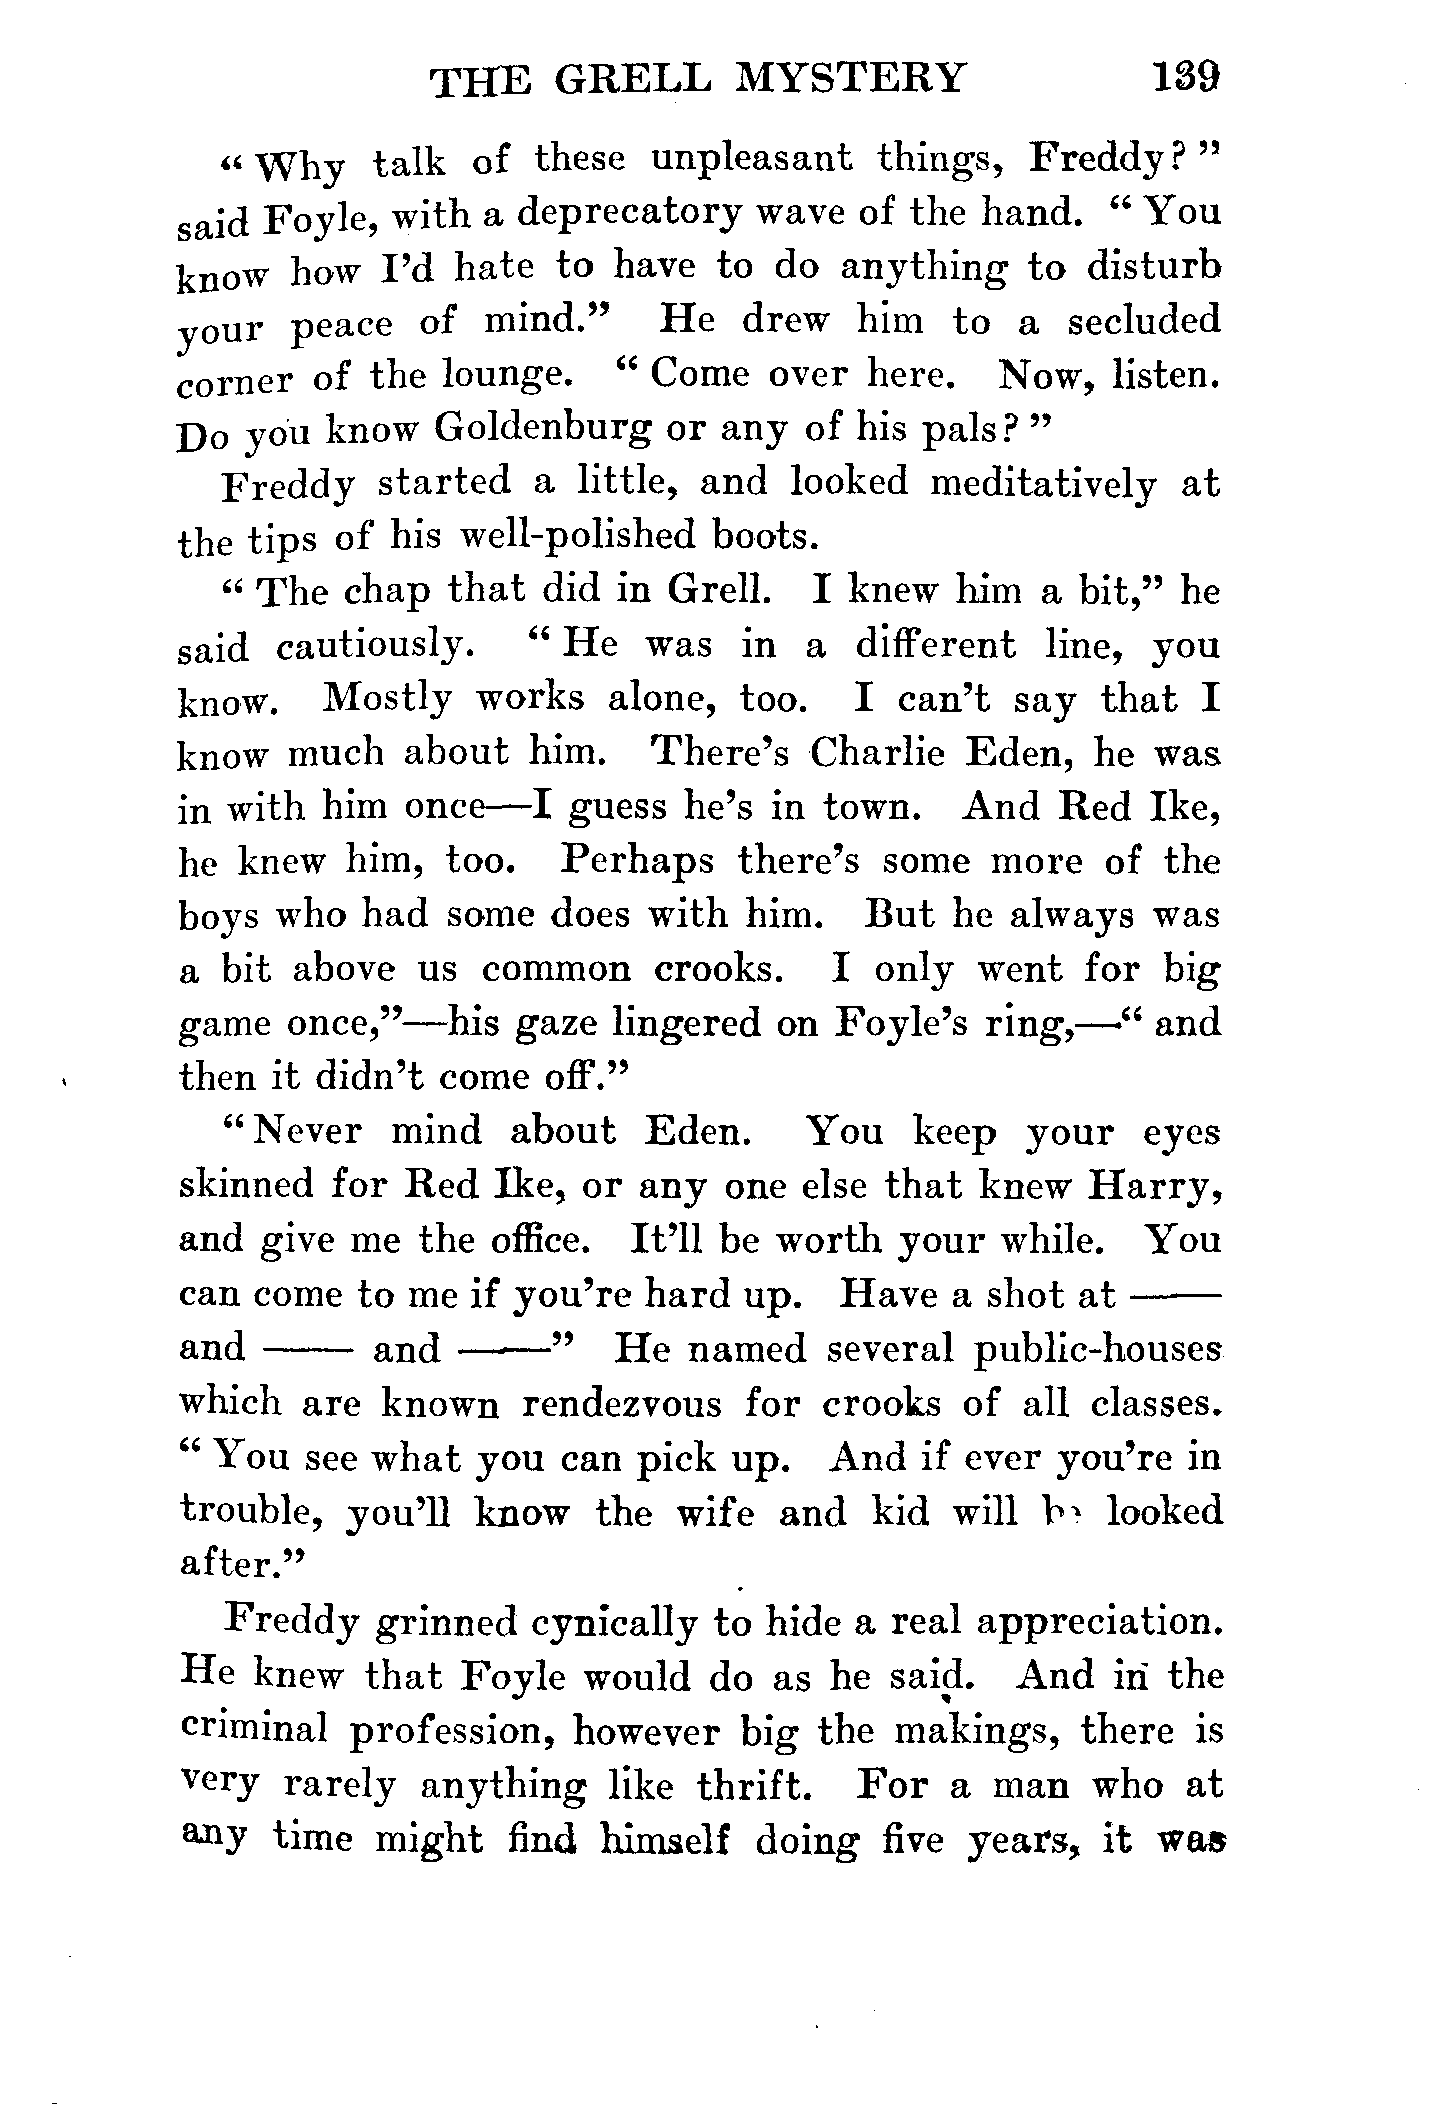 THE GRELL MYSTERY 139
“ Why talk of these unpleasant things, Freddy? ”
said Foyle, with a deprecatory wave of the hand. “ You
know how I’d hate to have to do anything to disturb
your peace of mind.” He drew him to a secluded
corner of the lounge. “ Come over here. Now, listen.
Do you know Goldenburg or any of his pals? ”
Freddy started a little, and looked meditatively at
the tips of his well-polished boots.
“ The chap that did in Grell. I knew him a bit,” he
said cautiously. “ He was in a different line, you
know. Mostly works alone, too. I can’t say that I
know much about him. There’s Charlie Eden, he was
in with him once—I guess he’s in town. And Red Ike,
he knew him, too. Perhaps there’s some more of the
boys who had some does with him. But he always was
a bit above us common crooks. I only went for big
game once,”—his gaze lingered on Foyle’s ring,—“ and
then it didn’t come off.”
“ Never mind about Eden. You keep your eyes
skinned for Red Ike, or any one else that knew Harry,
and give me the office. It’ll be worth your while. You
can come to me if you’re hard up. Have a shot at ——
and —— and ——” He named several public-houses
which are known rendezvous for crooks of all classes.
“ You see what you can pick up. And if ever you’re in
trouble, you’ll know the wife and kid will be looked
after.”
Freddy grinned cynically to hide a real appreciation.
He knew that Foyle would do as he said. And in the
criminal profession, however big the makings, there is
very rarely anything like thrift. For a man who at
any time might find himself doing five years, it was